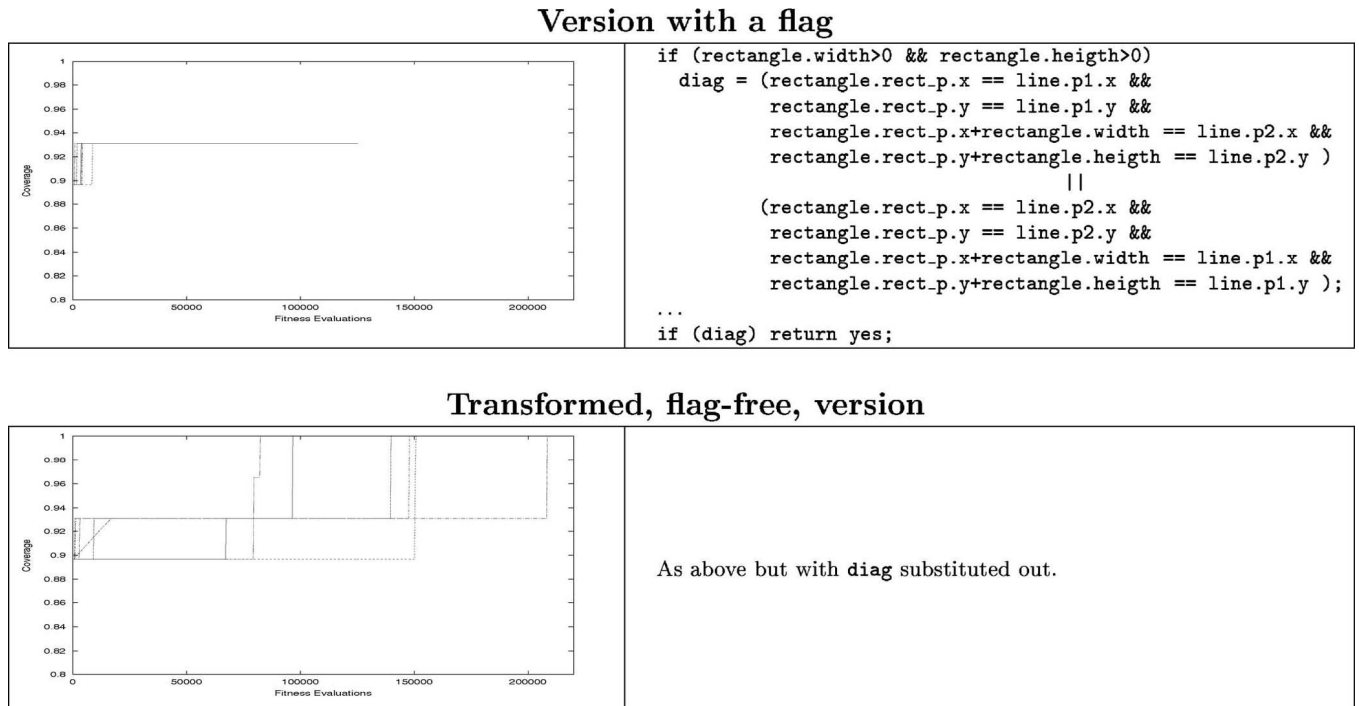 Version with a flag
1
0.98
0.96
0.94
0.92
0.9
0.88
0.86
0.84
0.82
0.8
Coverage
0 50000 100000 150000 200000
Fitness Evaluations
if (rectangle.width>0 && rectangle.heigth>0)
diag = (rectangle.rect_p.x == line.p1.x &&
rectangle.rect_p.y == line.p1.y &&
rectangle.rect_p.x+rectangle.width == line.p2.x &&
rectangle.rect_p.y+rectangle.heigth == line.p2.y )
||
(rectangle.rect_p.x == line.p2.x &&
rectangle.rect_p.y == line.p2.y &&
rectangle.rect_p.x+rectangle.width == line.p1.x &&
rectangle.rect_p.y+rectangle.heigth == line.p1.y );
...
if (diag) return yes;
Transformed, flag-free, version
1
0.98
0.96
0.94
0.92
0.9
0.88
0.86
0.84
0.82
0.8
Coverage
0 50000 100000 150000 200000
Fitness Evaluations
As above but with diag substituted out.